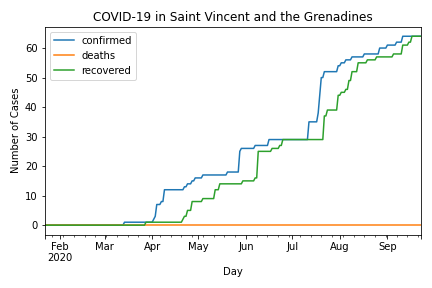 COVID-19 in Saint Vincent and the Grenadines
confirmed
deaths
recovered
Number of Cases
60
50
40
30
20
10
0
Feb Mar Apr May Jun Jul Aug Sep
2020
Day